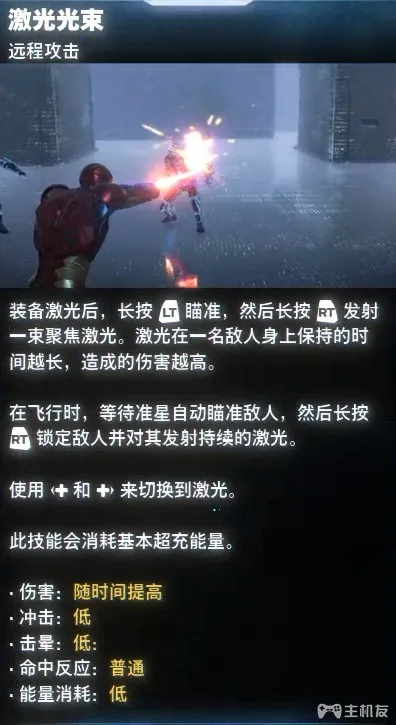 激光光束
远程攻击
装备激光后，长按 LT 瞄准，然后长按 RT 发射
一束聚焦激光。激光在一名敌人身上保持的时
间越长，造成的伤害越高。
在飞行时，等待准星自动瞄准敌人，然后长按
RT 锁定敌人并对其发射持续的激光。
使用 和 来切换到激光。
此技能会消耗基本超充能量。
· 伤害：随时间提高
· 冲击：低
· 击晕：低:
· 命中反应：普通
· 能量消耗：低
主机友